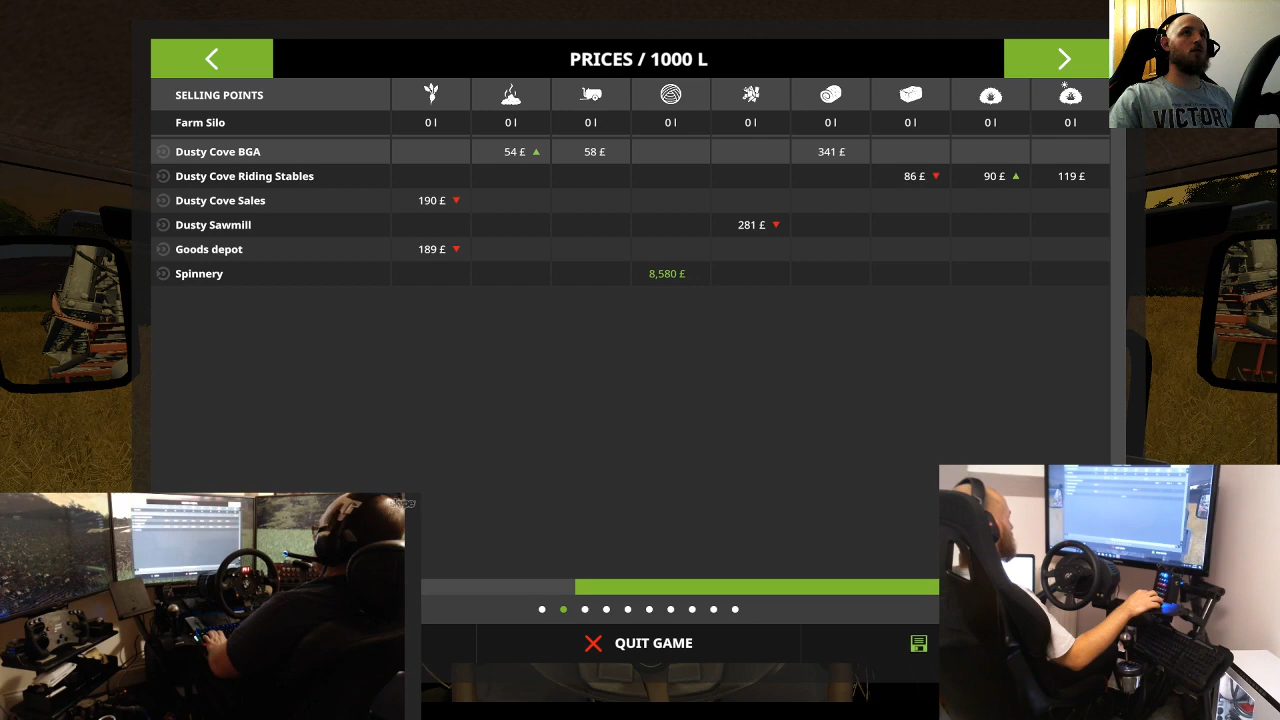 PRICES / 1000 L
SELLING POINTS
Farm Silo 0 l 0 l 0 l 0 l 0 l 0 l 0 l 0 l 0 l
Dusty Cove BGA 54 £ 58 £ 341 £
Dusty Cove Riding Stables 86 £ 90 £ 119 £
Dusty Cove Sales 190 £
Dusty Sawmill 281 £
Goods depot 189 £
Spinnery 8,580 £
QUIT GAME
VICTORY